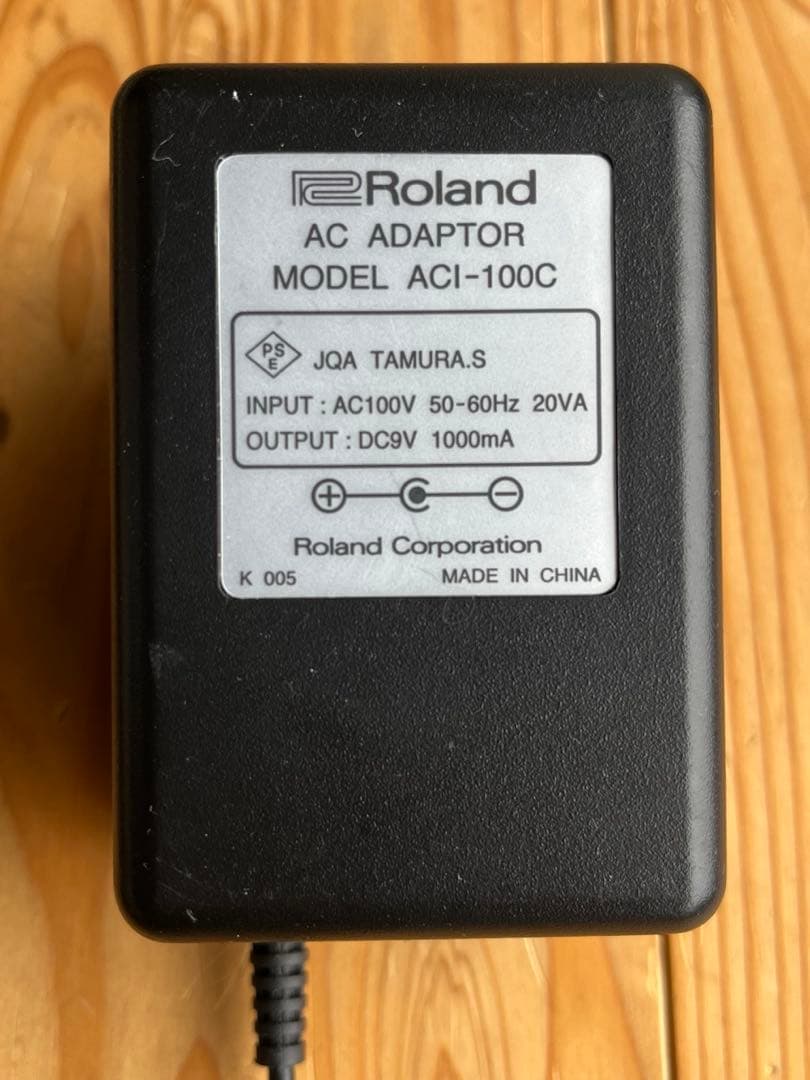 Roland
AC ADAPTOR
MODEL ACI-100C
PS
E
JQA TAMURA.S
INPUT : AC100V 50-60Hz 20VA
OUTPUT : DC9V 1000mA
+ −
Roland Corporation
K 005 MADE IN CHINA